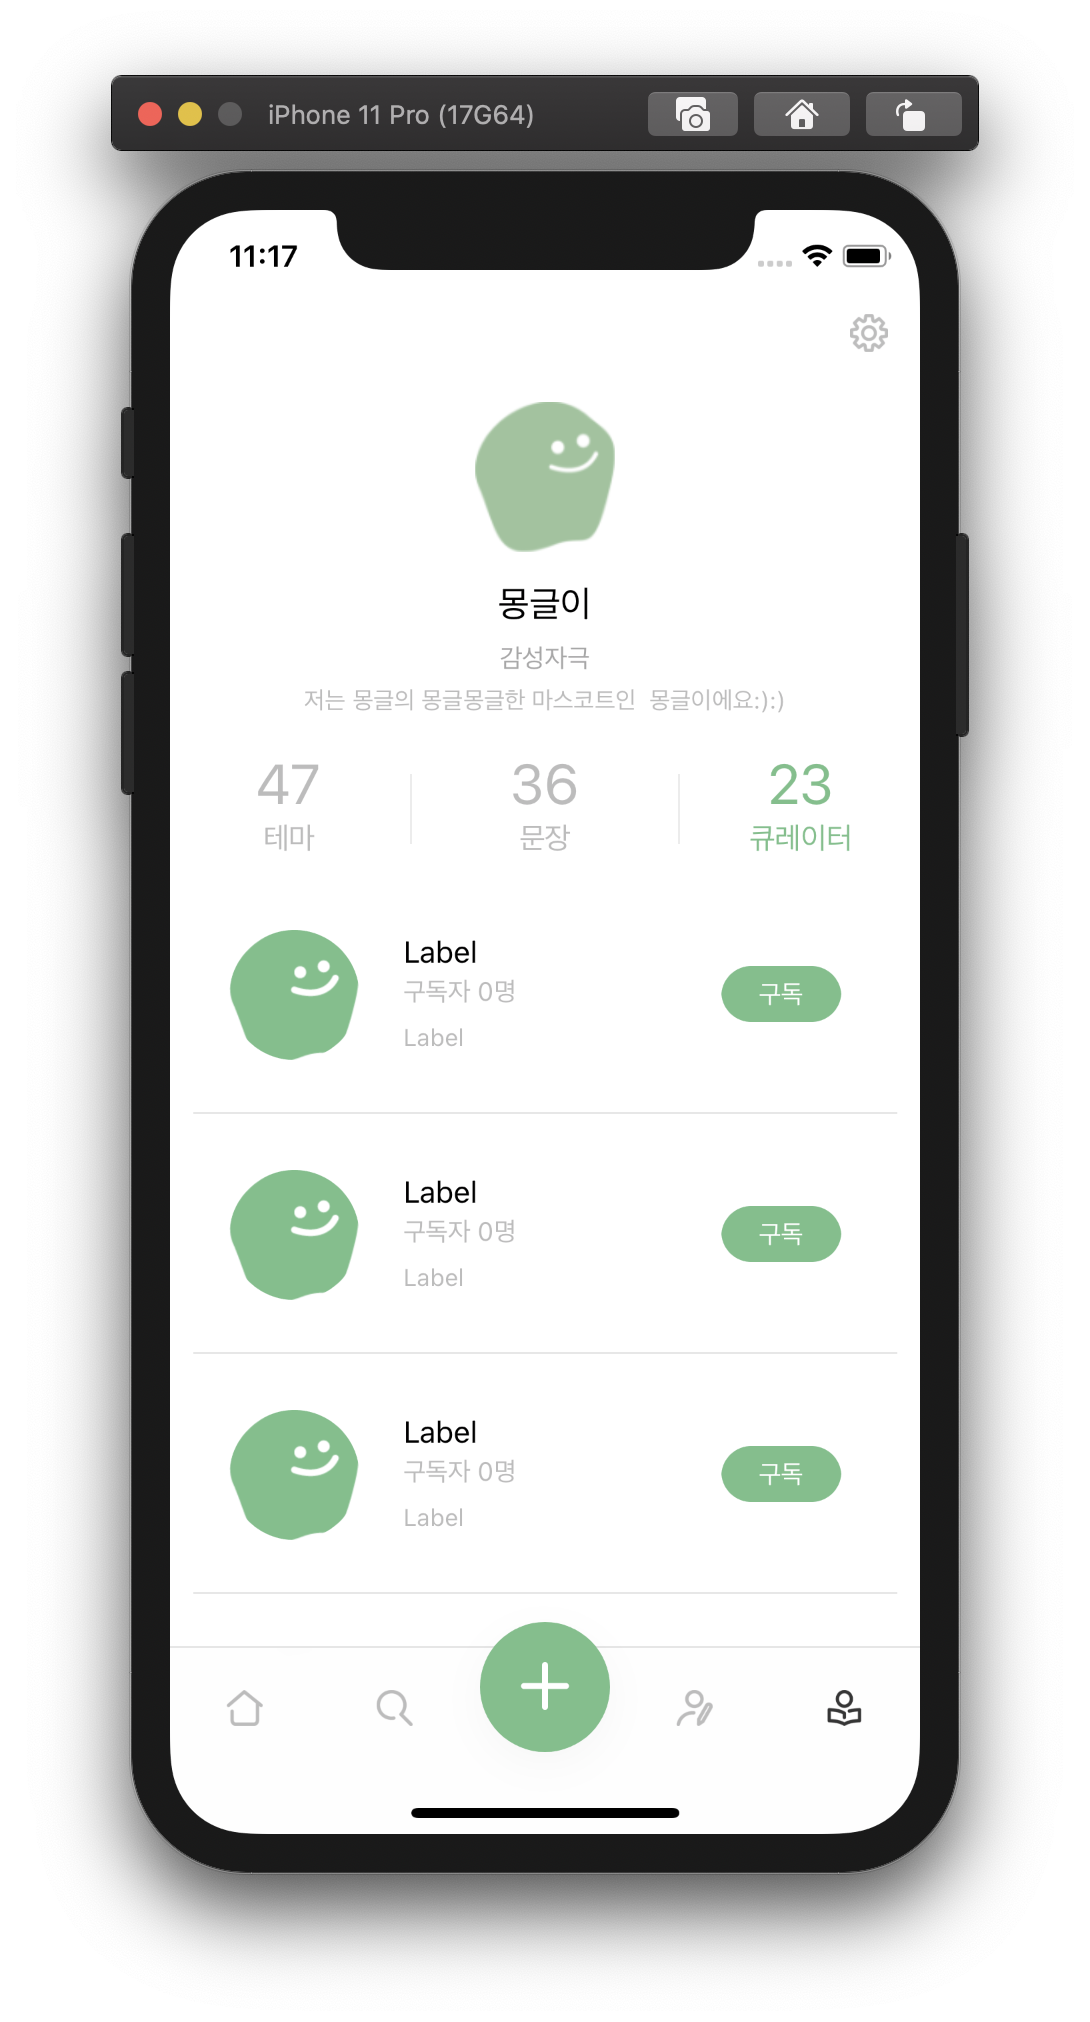 iPhone 11 Pro (17G64)
11:17
몽글이
감성자극
저는 몽글의 몽글몽글한 마스코트인  몽글이에요:):)
47
테마
36
문장
23
큐레이터
Label
구독자 0명
Label
구독
Label
구독자 0명
Label
구독
Label
구독자 0명
Label
구독